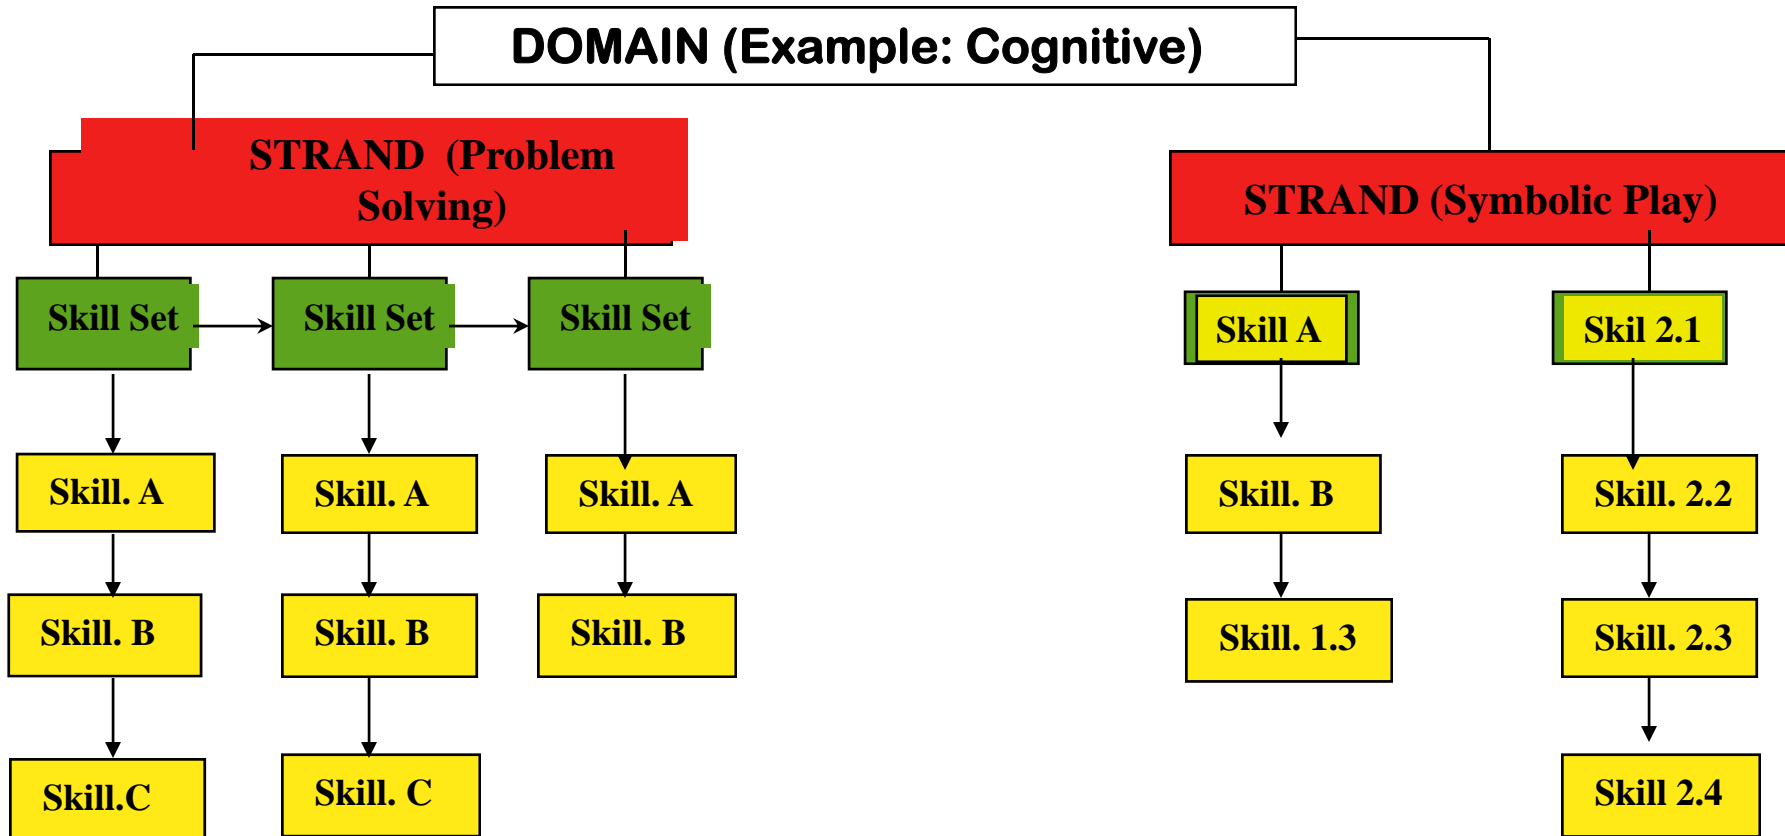 DOMAIN (Example: Cognitive)
STRAND (Problem
Solving)
STRAND (Symbolic Play)
Skill Set
Skill Set
Skill Set
Skill A
Skil 2.1
Skill. A
Skill. A
Skill. A
Skill. B
Skill. 2.2
Skill. B
Skill. B
Skill. B
Skill. 1.3
Skill. 2.3
Skill.C
Skill. C
Skill 2.4